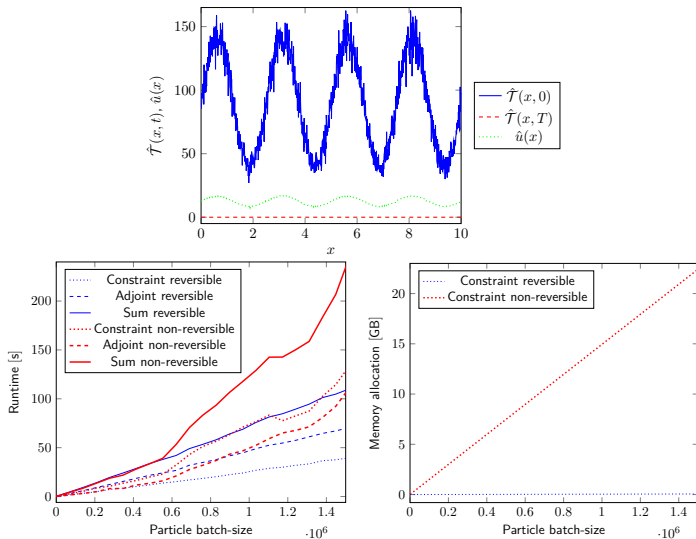 150
100
50
0
𝒯̂(x, t), û(x)
0
2
4
6
8
10
x
𝒯̂(x, 0)
𝒯̂(x, T)
û(x)
200
150
100
50
0
Runtime [s]
Constraint reversible
Adjoint reversible
Sum reversible
Constraint non-reversible
Adjoint non-reversible
Sum non-reversible
0
0.2
0.4
0.6
0.8
1
1.2
1.4
·10⁶
Particle batch-size
20
15
10
5
0
Memory allocation [GB]
Constraint reversible
Constraint non-reversible
0
0.2
0.4
0.6
0.8
1
1.2
1.4
·10⁶
Particle batch-size